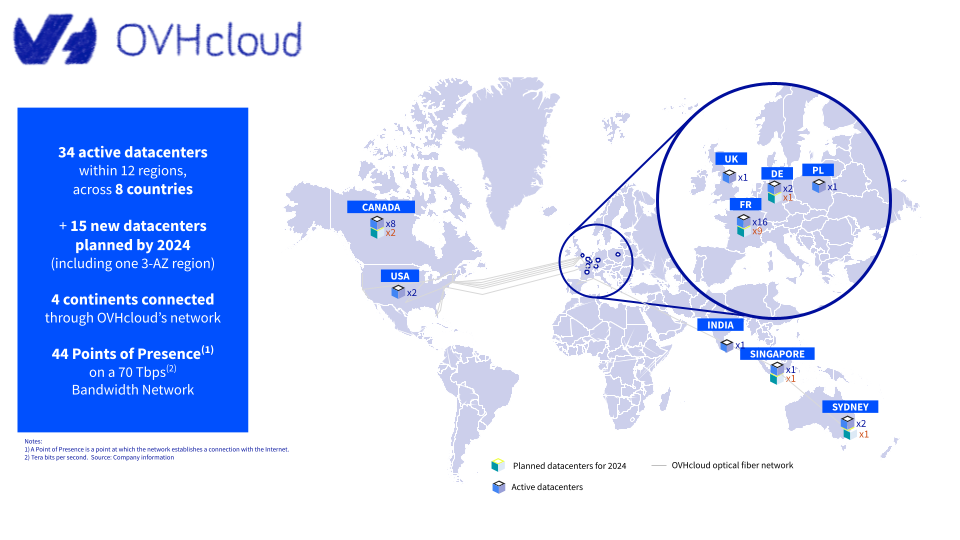 OVHcloud
34 active datacenters
within 12 regions,
across 8 countries
+ 15 new datacenters
planned by 2024
(including one 3-AZ region)
4 continents connected
through OVHcloud's network
44 Points of Presence(1)
on a 70 Tbps(2)
Bandwidth Network
Notes:
1) A Point of Presence is a point at which the network establishes a connection with the Internet.
2) Tera bits per second. Source: Company information
CANADA
x8
x2
USA
x2
UK
x1
DE
x2
x1
PL
x1
FR
x16
x9
INDIA
x1
SINGAPORE
x1
x1
SYDNEY
x2
x1
Planned datacenters for 2024
OVHcloud optical fiber network
Active datacenters